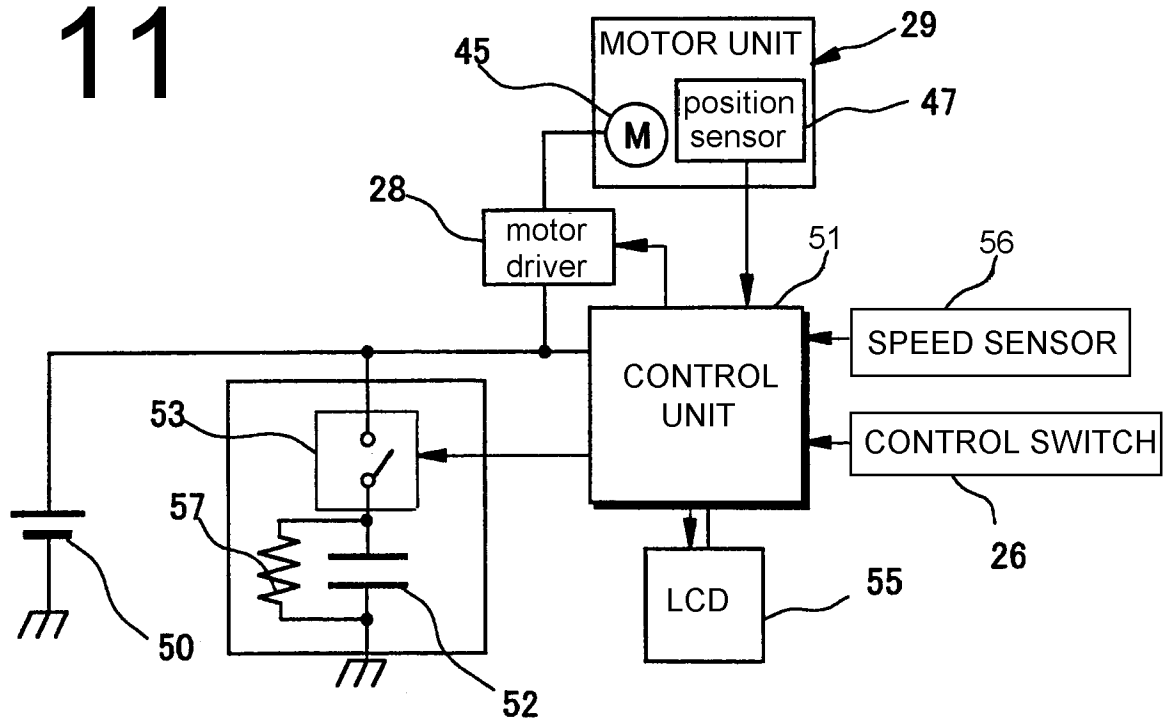 11
MOTOR UNIT
29
45
M
position
sensor
47
28
motor
driver
51
56
SPEED SENSOR
CONTROL
UNIT
53
CONTROL SWITCH
57
26
LCD
55
50
52